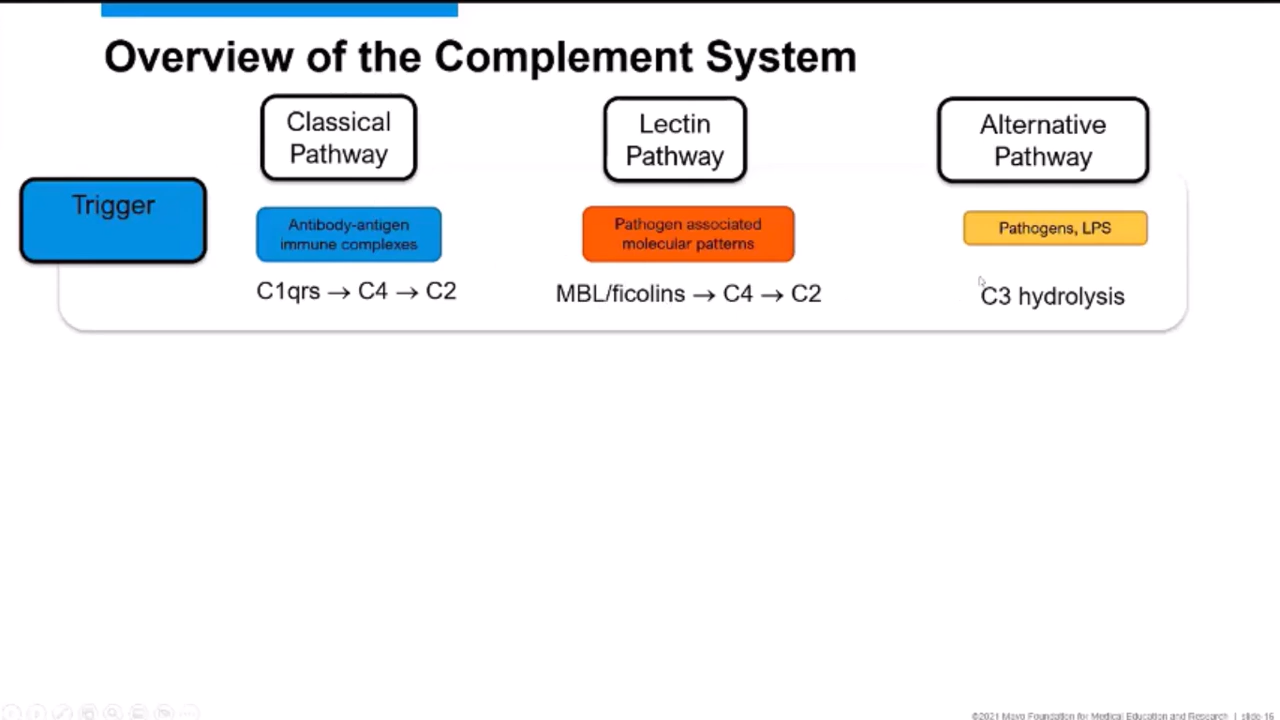 Overview of the Complement System
Classical
Pathway
Lectin
Pathway
Alternative
Pathway
Trigger
Antibody-antigen
immune complexes
Pathogen associated
molecular patterns
Pathogens, LPS
C1qrs → C4 → C2
MBL/ficolins → C4 → C2
C3 hydrolysis
©2021 Mayo Foundation for Medical Education and Research | slide-16